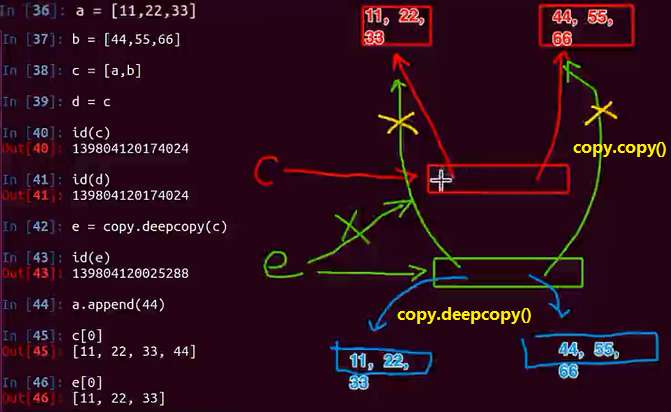 In [36]: a = [11,22,33]
In [37]: b = [44,55,66]
In [38]: c = [a,b]
In [39]: d = c
In [40]: id(c)
Out[40]: 139804120174024
In [41]: id(d)
Out[41]: 139804120174024
In [42]: e = copy.deepcopy(c)
In [43]: id(e)
Out[43]: 139804120025288
In [44]: a.append(44)
In [45]: c[0]
Out[45]: [11, 22, 33, 44]
In [46]: e[0]
Out[46]: [11, 22, 33]
11, 22,
33
44, 55,
66
copy.copy()
c
e
copy.deepcopy()
11, 22,
33
44, 55,
66